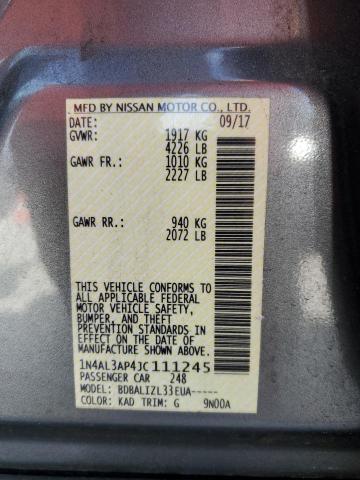 MFD BY NISSAN MOTOR CO., LTD.
DATE: 09/17
GVWR: 1917 KG
4226 LB
GAWR FR: 1010 KG
2227 LB
GAWR RR.: 940 KG
2072 LB
THIS VEHICLE CONFORMS TO
ALL APPLICABLE FEDERAL
MOTOR VEHICLE SAFETY,
BUMPER, AND THEFT
PREVENTION STANDARDS IN
EFFECT ON THE DATE OF
MANUFACTURE SHOWN ABOVE.
1N4AL3AP4JC111245
PASSENGER CAR 248
MODEL: BDBALIZL33EUA-----
COLOR: KAD TRIM: G 9N00A